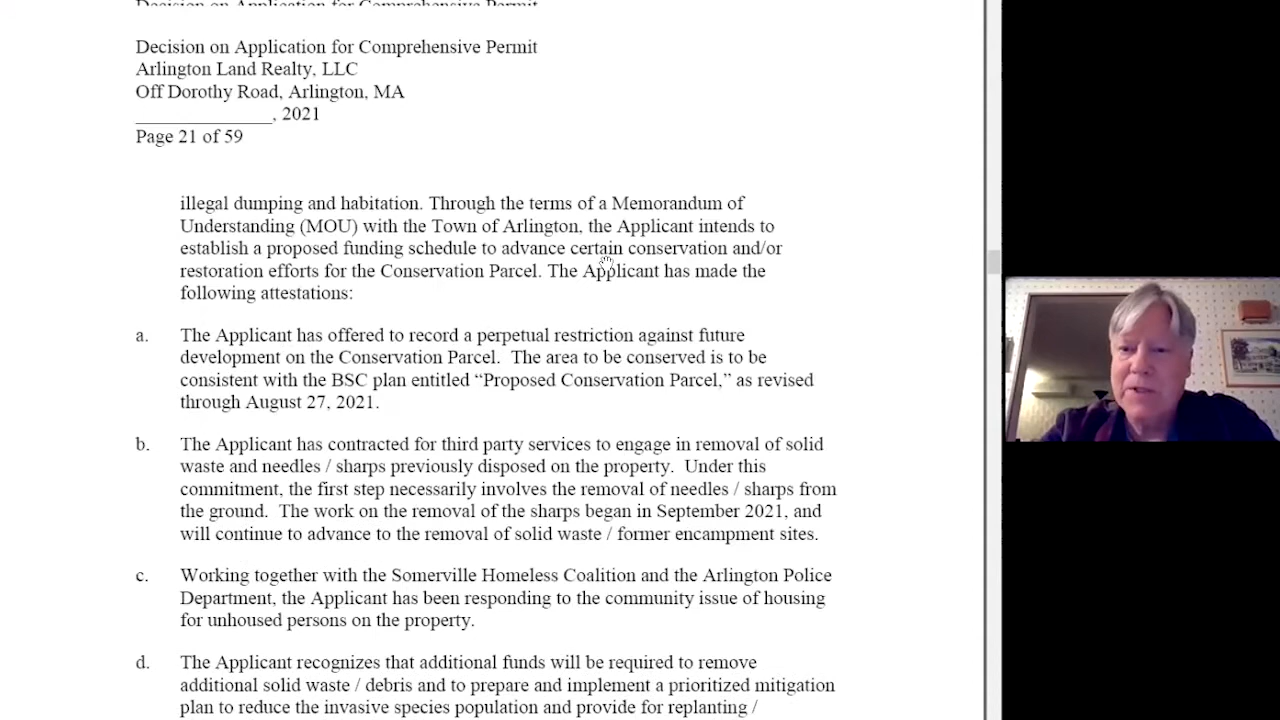 Decision on Application for Comprehensive Permit
Decision on Application for Comprehensive Permit
Arlington Land Realty, LLC
Off Dorothy Road, Arlington, MA
_______________, 2021
Page 21 of 59
illegal dumping and habitation. Through the terms of a Memorandum of
Understanding (MOU) with the Town of Arlington, the Applicant intends to
establish a proposed funding schedule to advance certain conservation and/or
restoration efforts for the Conservation Parcel. The Applicant has made the
following attestations:
a. The Applicant has offered to record a perpetual restriction against future
development on the Conservation Parcel. The area to be conserved is to be
consistent with the BSC plan entitled “Proposed Conservation Parcel,” as revised
through August 27, 2021.
b. The Applicant has contracted for third party services to engage in removal of solid
waste and needles / sharps previously disposed on the property. Under this
commitment, the first step necessarily involves the removal of needles / sharps from
the ground. The work on the removal of the sharps began in September 2021, and
will continue to advance to the removal of solid waste / former encampment sites.
c. Working together with the Somerville Homeless Coalition and the Arlington Police
Department, the Applicant has been responding to the community issue of housing
for unhoused persons on the property.
d. The Applicant recognizes that additional funds will be required to remove
additional solid waste / debris and to prepare and implement a prioritized mitigation
plan to reduce the invasive species population and provide for replanting /